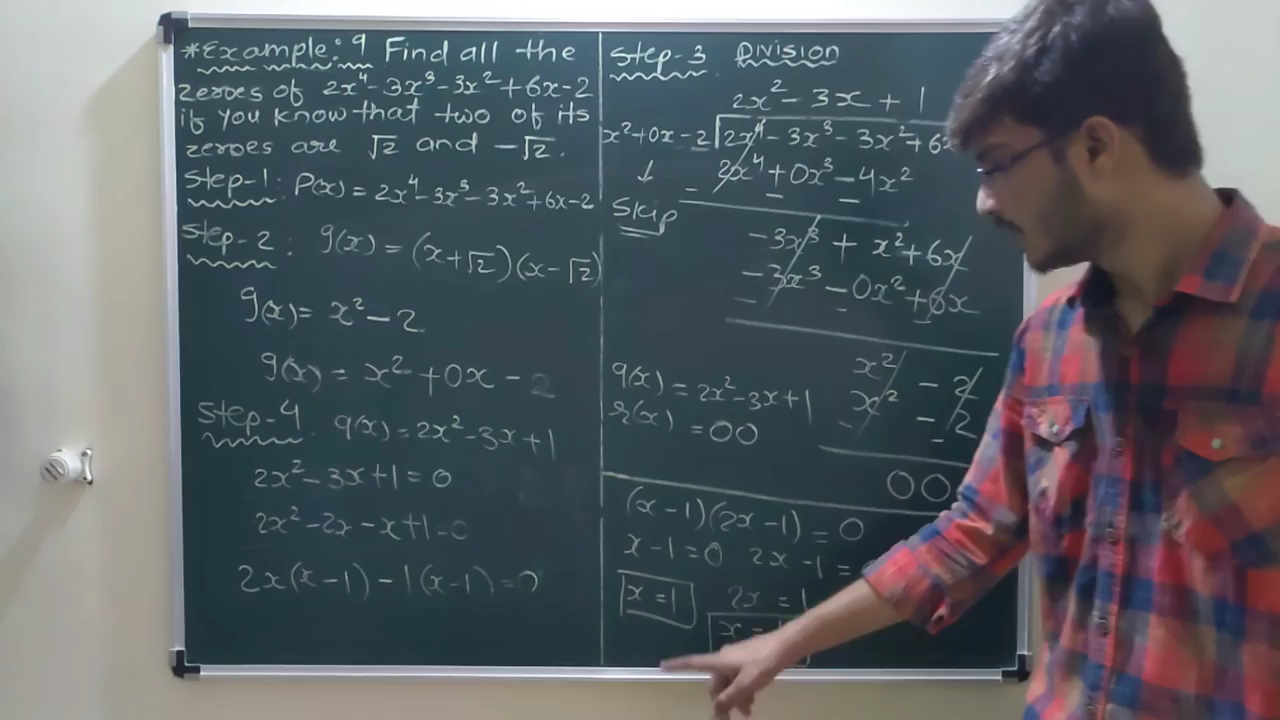 *Example: 9 Find all the
zeroes of 2x⁴-3x³-3x²+6x-2
if you know that two of its
zeroes are √2 and -√2.
Step-1: P(x) = 2x⁴-3x³-3x²+6x-2
Step-2: g(x) = (x+√2)(x-√2)
g(x) = x²-2
g(x) = x²+0x-2
Step-4 q(x) = 2x²-3x+1
2x²-3x+1=0
2x²-2x-x+1=0
2x(x-1)-1(x-1)=0
Step-3 Division
2x²-3x+1
x²+0x-2 2x⁴-3x³-3x²+6x
2x⁴+0x³-4x²
- - -
Skip
-3x³+x²+6x
-3x³-0x²+6x
- - -
x² -2
x² -2
- -
00
q(x) = 2x²-3x+1
r(x) = 00
(x-1)(2x-1)=0
x-1=0 2x-1=
x=1 2x=1
x=